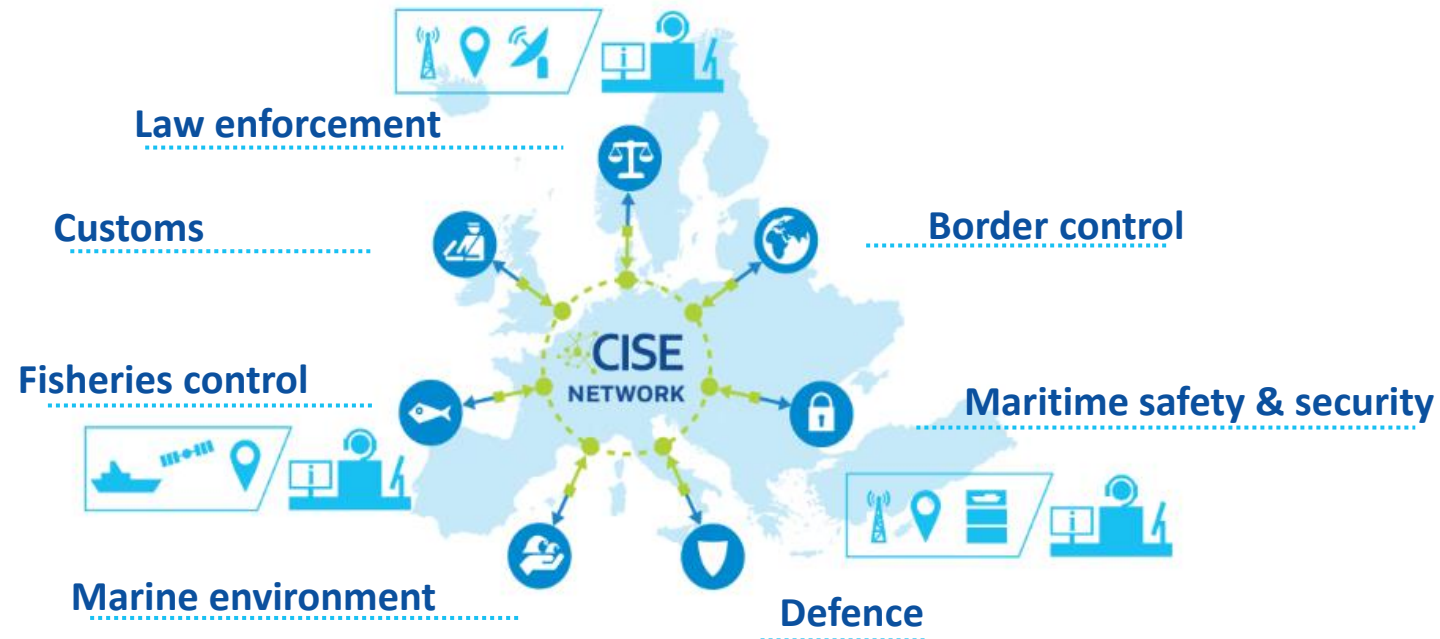 Law enforcement
Customs
Border control
CISE
NETWORK
Fisheries control
Maritime safety & security
Marine environment
Defence